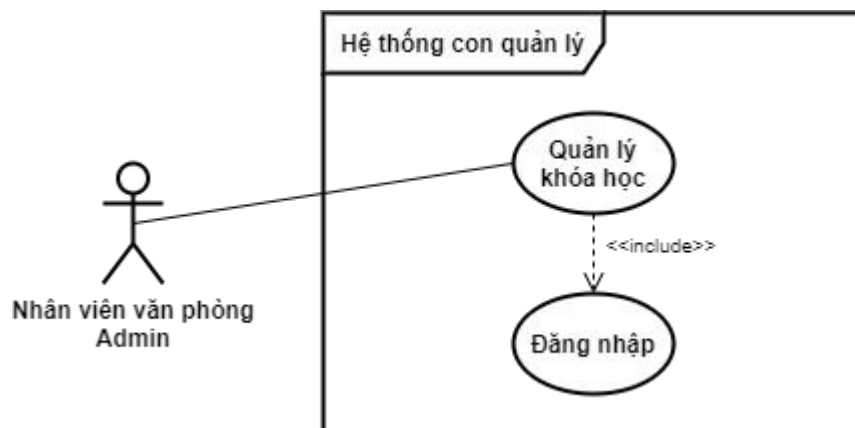 Hệ thống con quản lý
Quản lý
khóa học
<<include>>
Nhân viên văn phòng
Admin
Đăng nhập